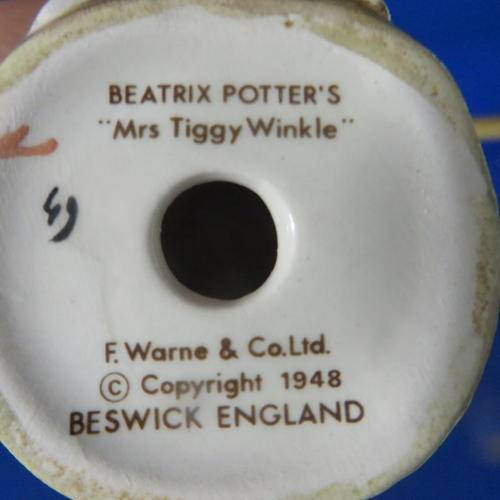 BEATRIX POTTER'S
"Mrs Tiggy Winkle"
F. Warne & Co. Ltd.
© Copyright 1948
BESWICK ENGLAND